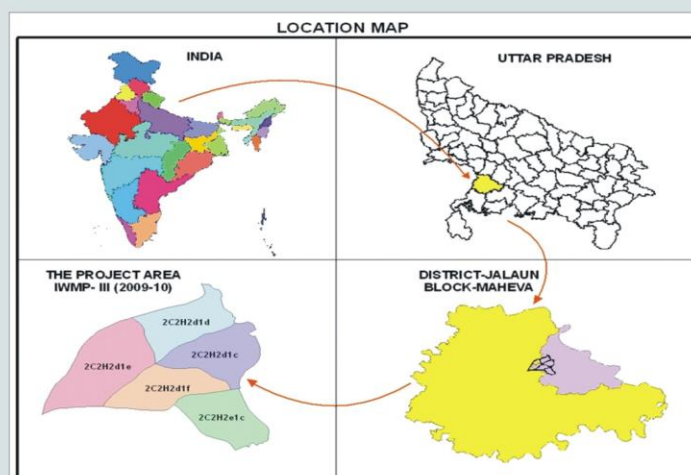 LOCATION MAP
INDIA
UTTAR PRADESH
THE PROJECT AREA
IWMP- III (2009-10)
2C2H2d1d
2C2H2d1c
2C2H2d1e
2C2H2d1f
2C2H2e1c
DISTRICT-JALAUN
BLOCK-MAHEVA